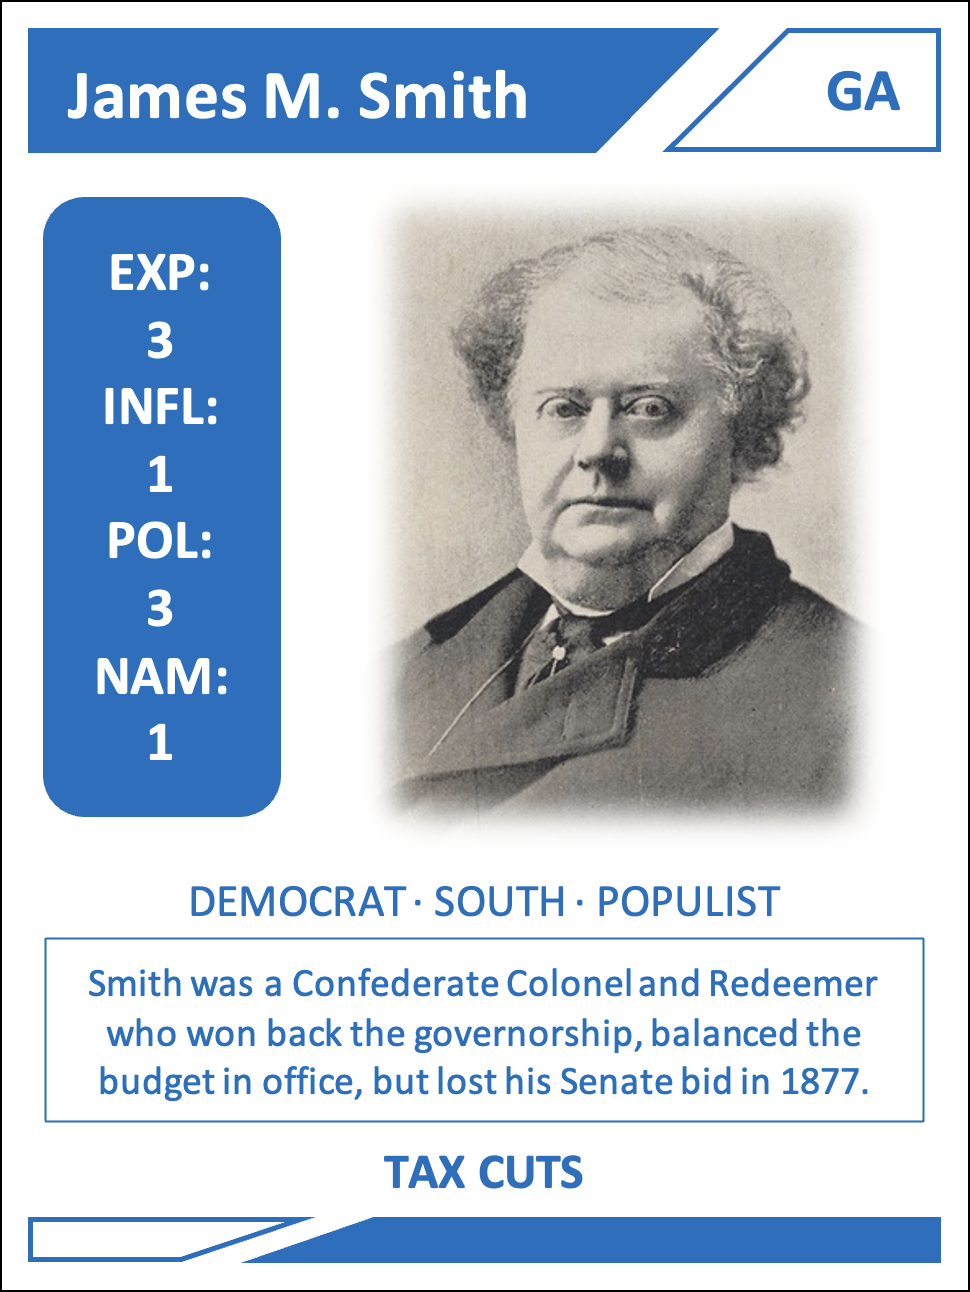 James M. Smith
GA
EXP:
3
INFL:
1
POL:
3
NAM:
1
DEMOCRAT · SOUTH · POPULIST
Smith was a Confederate Colonel and Redeemer
who won back the governorship, balanced the
budget in office, but lost his Senate bid in 1877.
TAX CUTS